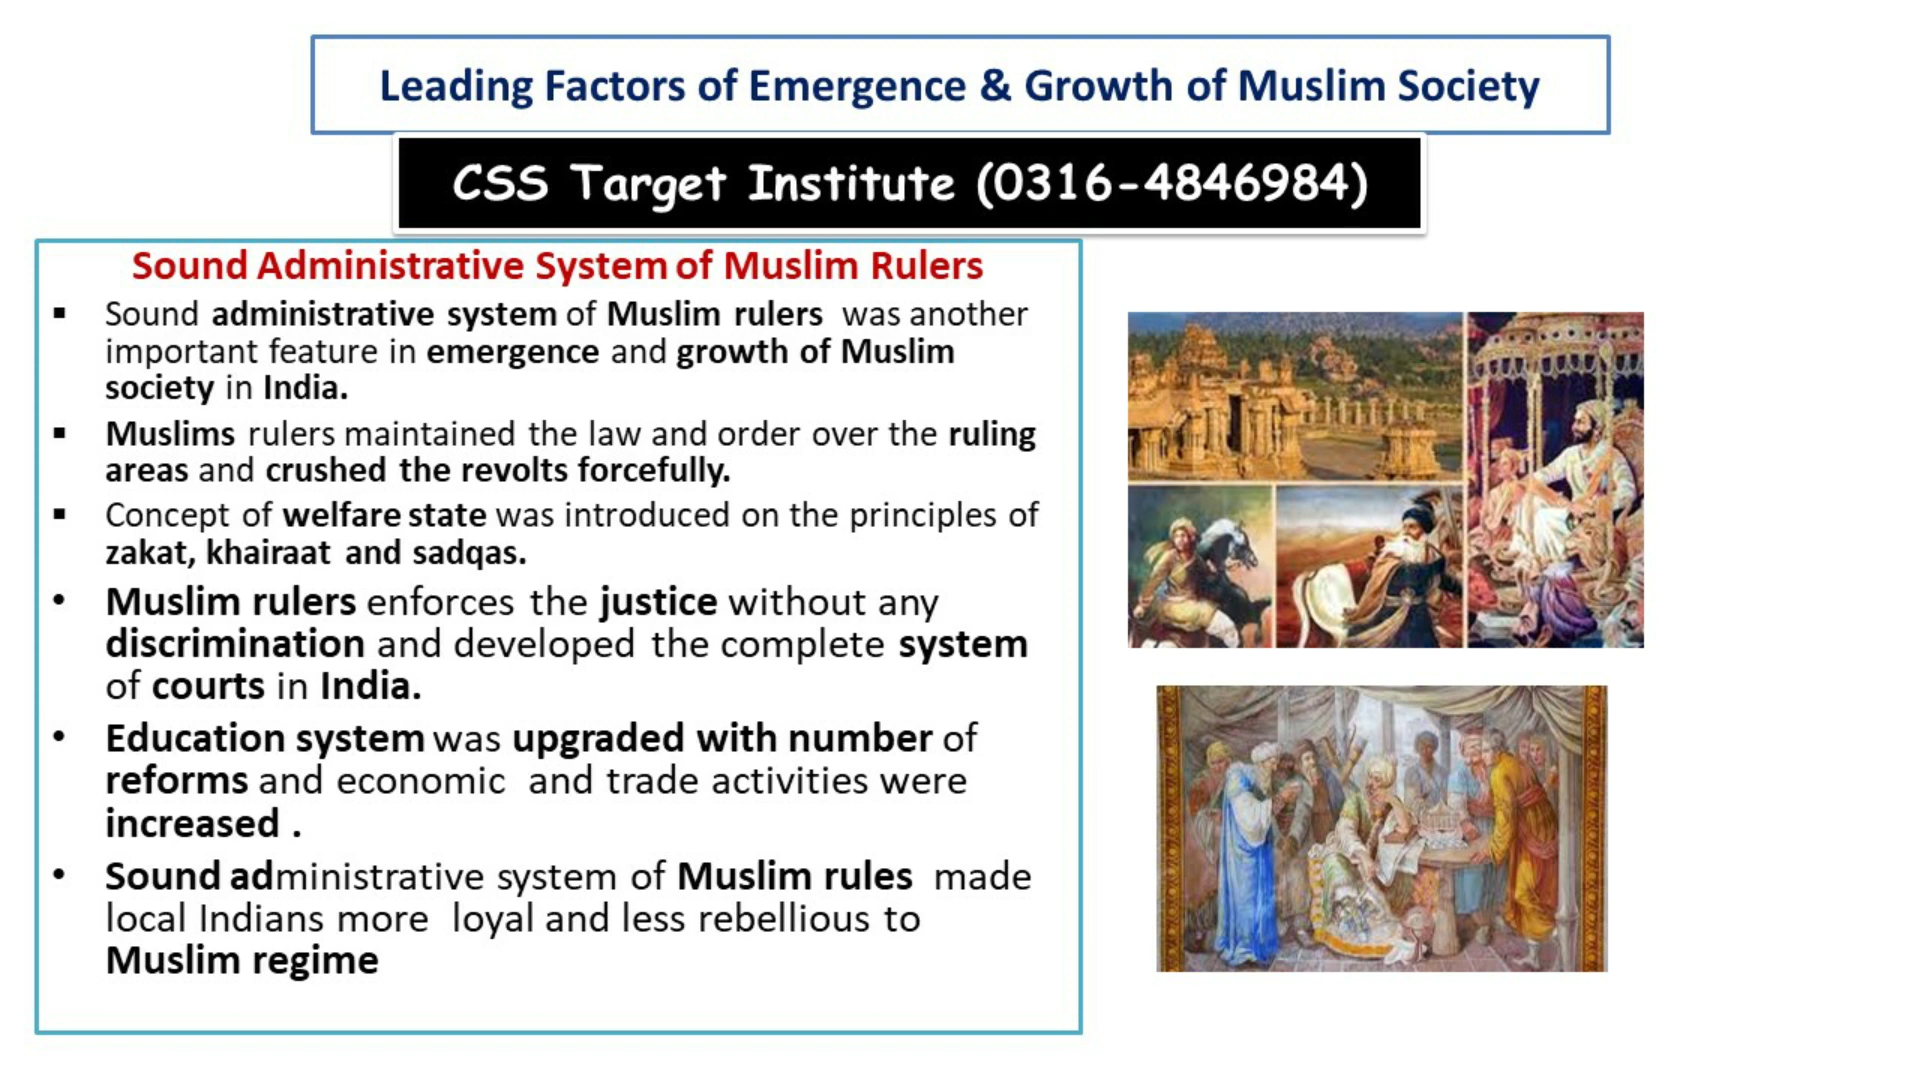 Leading Factors of Emergence & Growth of Muslim Society
CSS Target Institute (0316-4846984)
Sound Administrative System of Muslim Rulers
▪ Sound administrative system of Muslim rulers was another
important feature in emergence and growth of Muslim
society in India.
▪ Muslims rulers maintained the law and order over the ruling
areas and crushed the revolts forcefully.
▪ Concept of welfare state was introduced on the principles of
zakat, khairaat and sadqas.
• Muslim rulers enforces the justice without any
discrimination and developed the complete system
of courts in India.
• Education system was upgraded with number of
reforms and economic and trade activities were
increased .
• Sound administrative system of Muslim rules made
local Indians more loyal and less rebellious to
Muslim regime